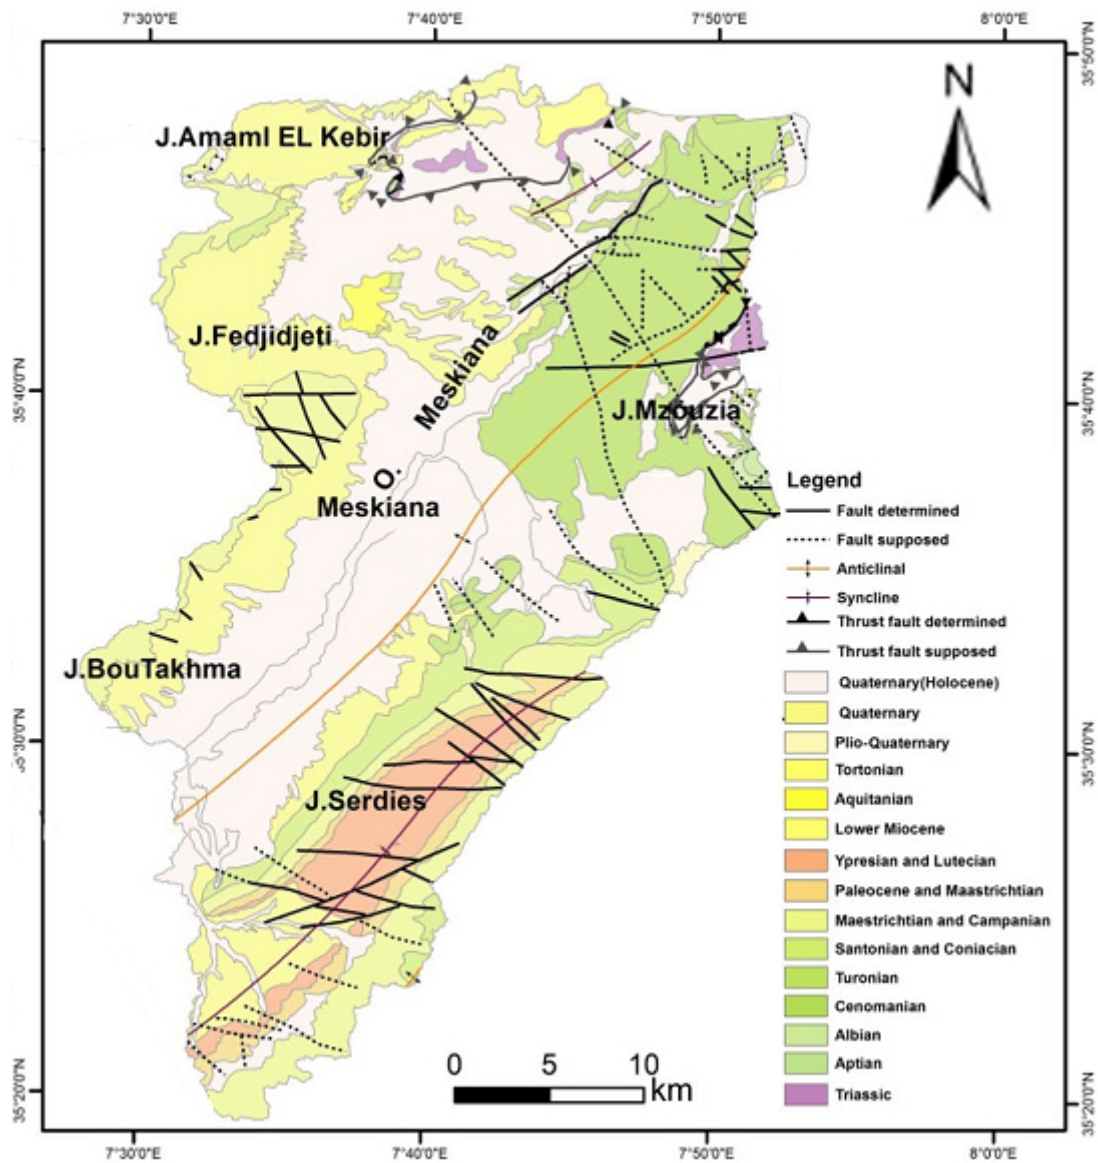 7°30'0"E 7°40'0"E 7°50'0"E 8°0'0"E
35°50'0"N
N
J.Amaml EL Kebir
J.Fedjidjeti
Meskiana
35°40'0"N
35°40'0"N
J.Mzouzia
Meskiana
J.BouTakhma
35°30'0"N
35°30'0"N
J.Serdies
Legend
Fault determined
Fault supposed
Anticlinal
Syncline
Thrust fault determined
Thrust fault supposed
Quaternary(Holocene)
Quaternary
Plio-Quaternary
Tortonian
Aquitanian
Lower Miocene
Ypresian and Lutecian
Paleocene and Maastrichtian
Maestrichtian and Campanian
Santonian and Coniacian
Turonian
Cenomanian
Albian
Aptian
Triassic
0 5 10
km
35°20'0"N
35°20'0"N
7°30'0"E 7°40'0"E 7°50'0"E 8°0'0"E